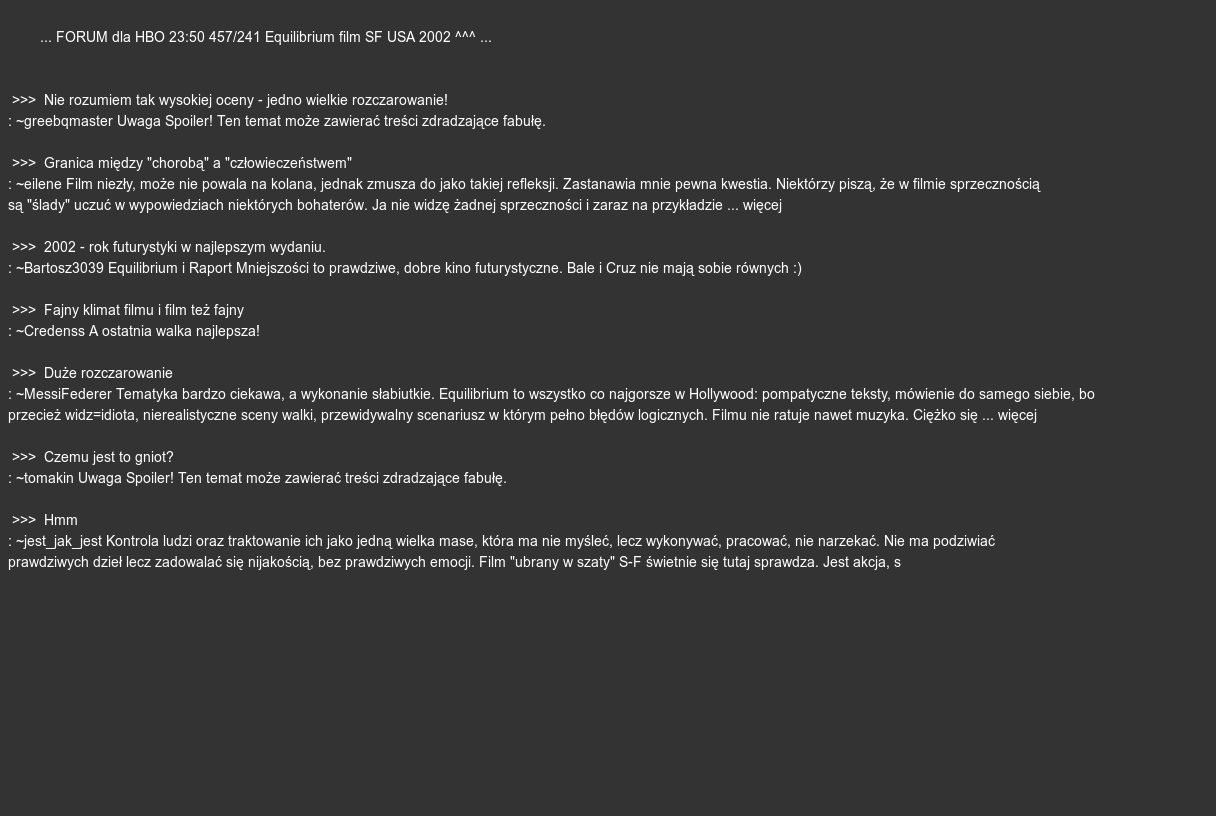 ... FORUM dla HBO 23:50 457/241 Equilibrium film SF USA 2002 ^^^ ...
>>> Nie rozumiem tak wysokiej oceny - jedno wielkie rozczarowanie!
: ~greebqmaster Uwaga Spoiler! Ten temat może zawierać treści zdradzające fabułę.
>>> Granica między "chorobą" a "człowieczeństwem"
: ~eilene Film niezły, może nie powala na kolana, jednak zmusza do jako takiej refleksji. Zastanawia mnie pewna kwestia. Niektórzy piszą, że w filmie sprzecznością
są "ślady" uczuć w wypowiedziach niektórych bohaterów. Ja nie widzę żadnej sprzeczności i zaraz na przykładzie ... więcej
>>> 2002 - rok futurystyki w najlepszym wydaniu.
: ~Bartosz3039 Equilibrium i Raport Mniejszości to prawdziwe, dobre kino futurystyczne. Bale i Cruz nie mają sobie równych :)
>>> Fajny klimat filmu i film też fajny
: ~Credenss A ostatnia walka najlepsza!
>>> Duże rozczarowanie
: ~MessiFederer Tematyka bardzo ciekawa, a wykonanie słabiutkie. Equilibrium to wszystko co najgorsze w Hollywood: pompatyczne teksty, mówienie do samego siebie, bo
przecież widz=idiota, nierealistyczne sceny walki, przewidywalny scenariusz w którym pełno błędów logicznych. Filmu nie ratuje nawet muzyka. Ciężko się ... więcej
>>> Czemu jest to gniot?
: ~tomakin Uwaga Spoiler! Ten temat może zawierać treści zdradzające fabułę.
>>> Hmm
: ~jest_jak_jest Kontrola ludzi oraz traktowanie ich jako jedną wielka mase, która ma nie myśleć, lecz wykonywać, pracować, nie narzekać. Nie ma podziwiać
prawdziwych dzieł lecz zadowalać się nijakością, bez prawdziwych emocji. Film "ubrany w szaty" S-F świetnie się tutaj sprawdza. Jest akcja, s